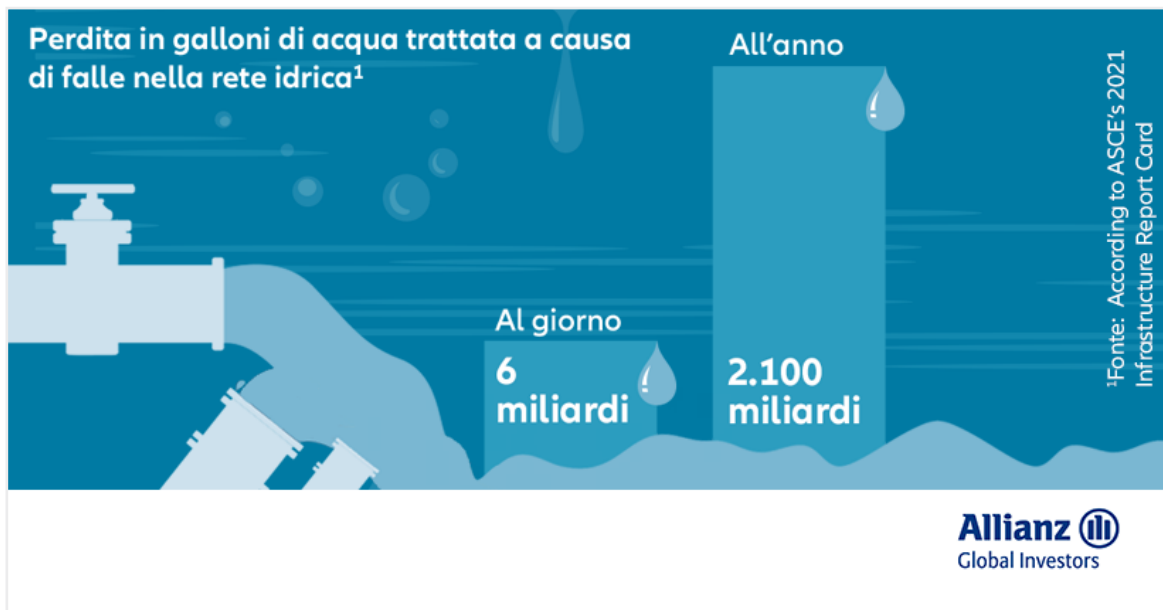 Perdita in galloni di acqua trattata a causa
di falle nella rete idrica¹
All'anno
Al giorno
6
miliardi
2.100
miliardi
¹Fonte: According to ASCE's 2021
Infrastructure Report Card
Allianz
Global Investors